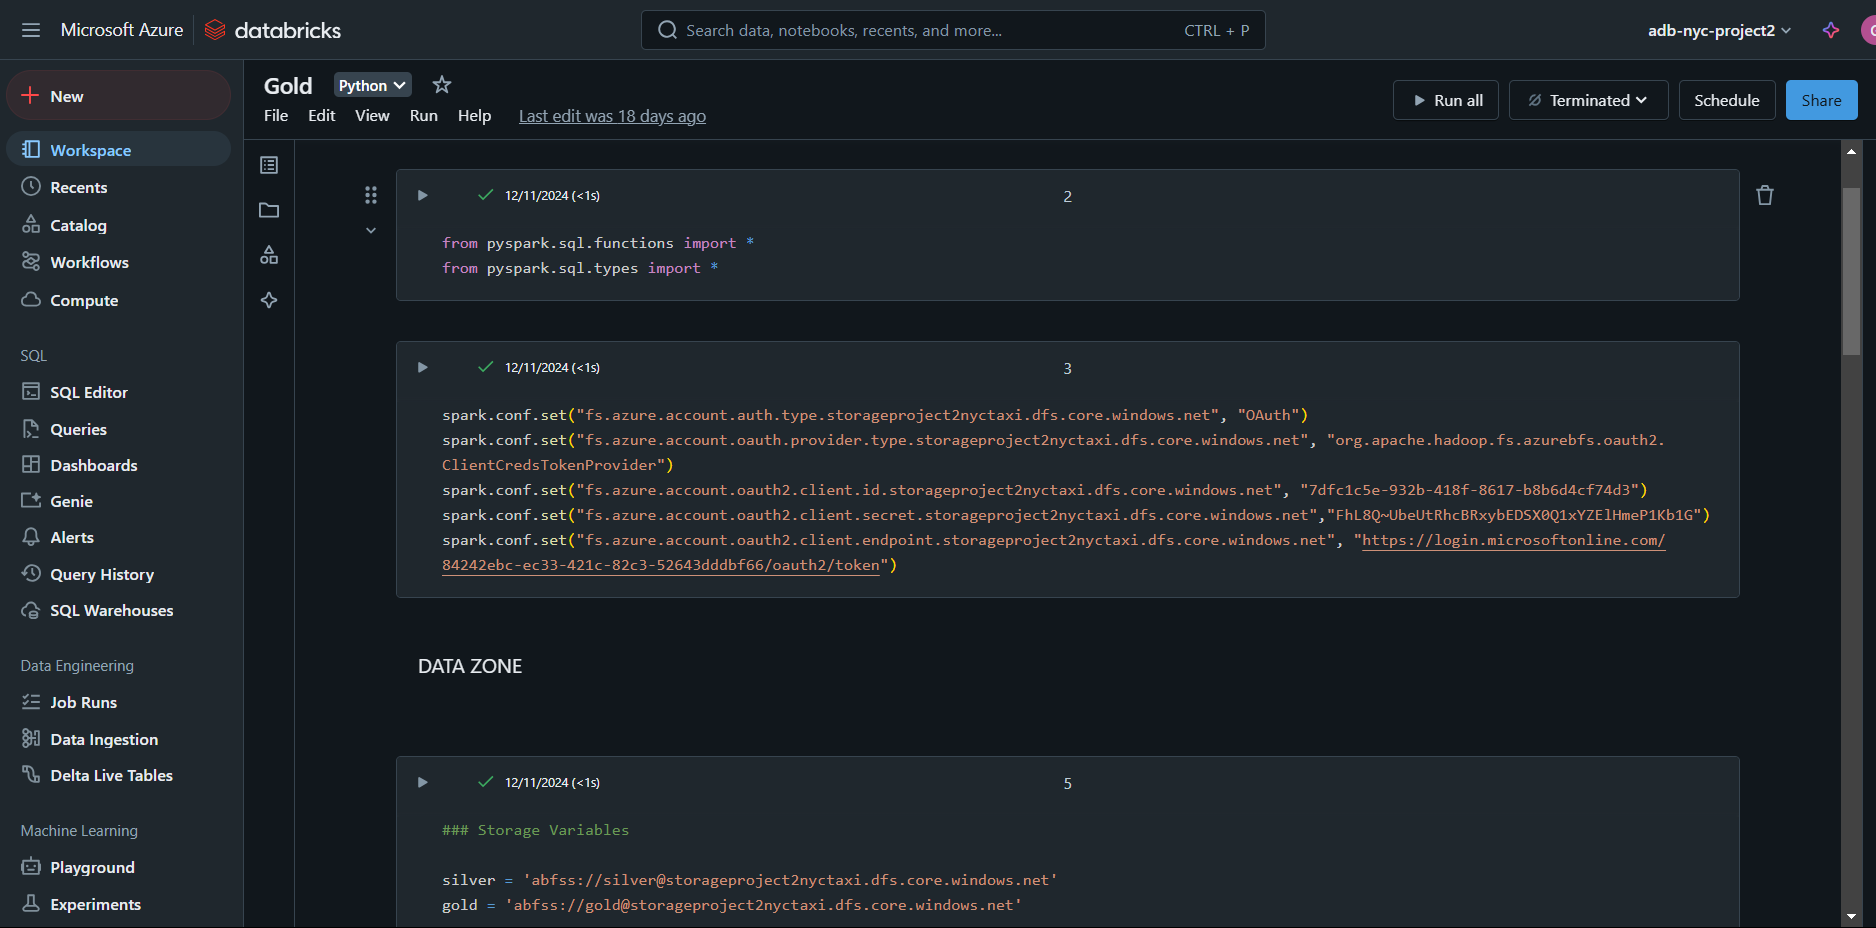 Microsoft Azure databricks
Search data, notebooks, recents, and more... CTRL + P
adb-nyc-project2
New
Workspace
Recents
Catalog
Workflows
Compute
SQL
SQL Editor
Queries
Dashboards
Genie
Alerts
Query History
SQL Warehouses
Data Engineering
Job Runs
Data Ingestion
Delta Live Tables
Machine Learning
Playground
Experiments
Gold Python
File Edit View Run Help Last edit was 18 days ago
Run all Terminated Schedule Share
12/11/2024 (<1s) 2
from pyspark.sql.functions import *
from pyspark.sql.types import *
12/11/2024 (<1s) 3
spark.conf.set("fs.azure.account.auth.type.storageproject2nyctaxi.dfs.core.windows.net", "OAuth")
spark.conf.set("fs.azure.account.oauth.provider.type.storageproject2nyctaxi.dfs.core.windows.net", "org.apache.hadoop.fs.azurebfs.oauth2.
ClientCredsTokenProvider")
spark.conf.set("fs.azure.account.oauth2.client.id.storageproject2nyctaxi.dfs.core.windows.net", "7dfc1c5e-932b-418f-8617-b8b6d4cf74d3")
spark.conf.set("fs.azure.account.oauth2.client.secret.storageproject2nyctaxi.dfs.core.windows.net","FhL8Q~UbeUtRhcBRxybEDSX0Q1xYZElHmeP1Kb1G")
spark.conf.set("fs.azure.account.oauth2.client.endpoint.storageproject2nyctaxi.dfs.core.windows.net", "https://login.microsoftonline.com/
84242ebc-ec33-421c-82c3-52643dddbf66/oauth2/token")
DATA ZONE
12/11/2024 (<1s) 5
### Storage Variables
silver = 'abfss://silver@storageproject2nyctaxi.dfs.core.windows.net'
gold = 'abfss://gold@storageproject2nyctaxi.dfs.core.windows.net'